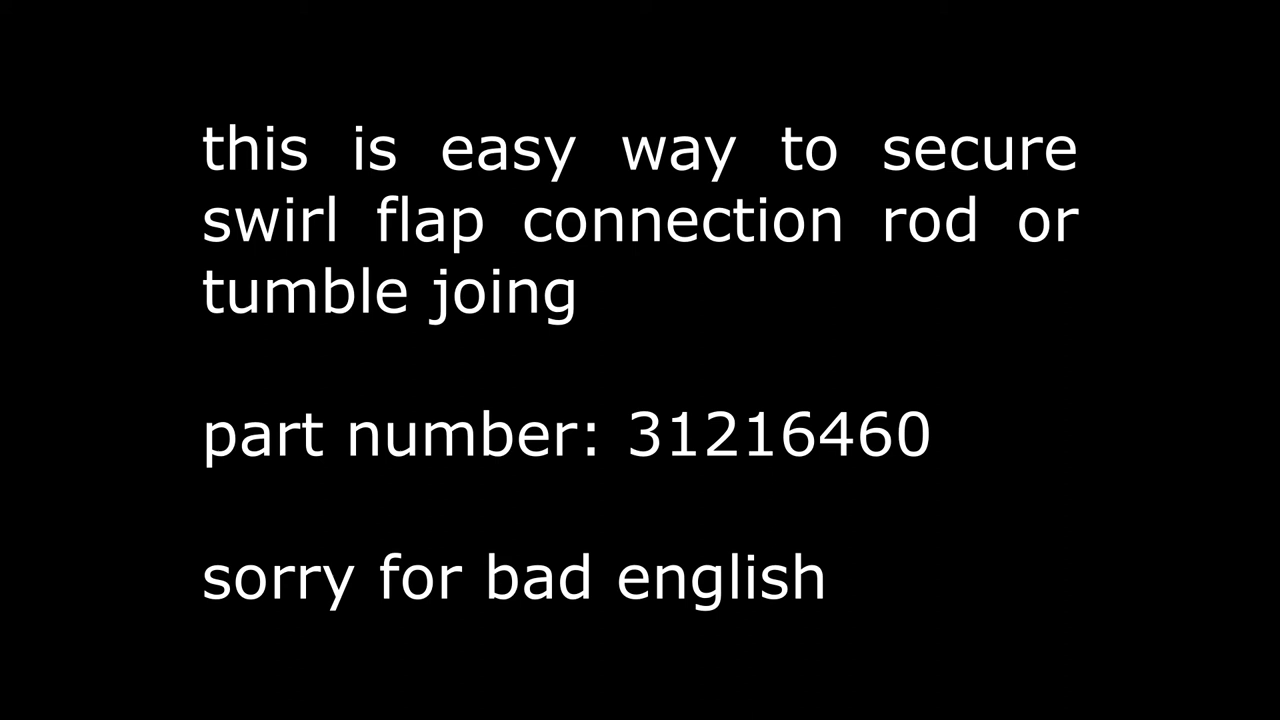 this is easy way to secure
swirl flap connection rod or
tumble joing
part number: 31216460
sorry for bad english